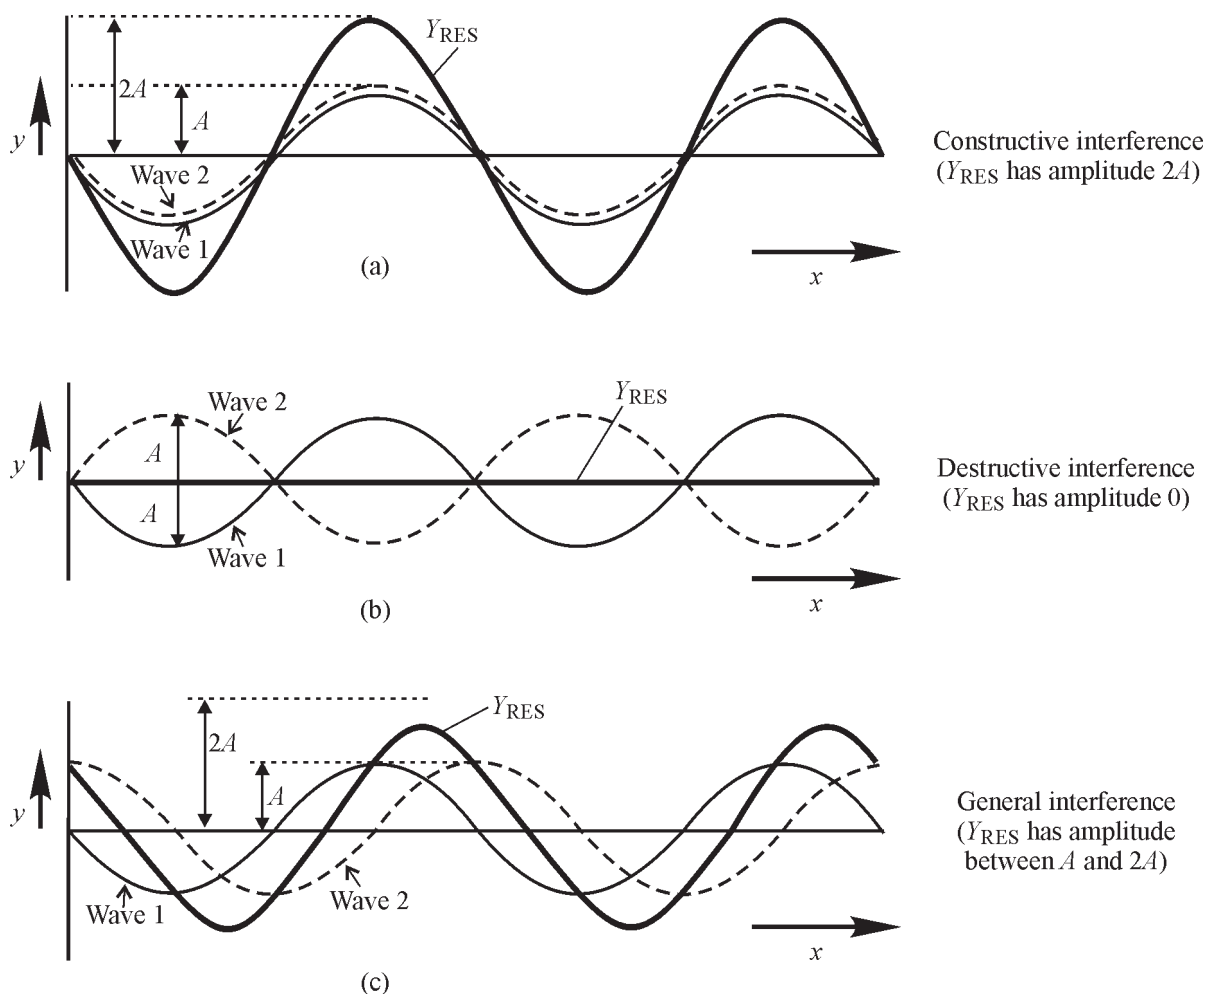 Y_RES
2A
A
y
Wave 2
Wave 1
x
(a)
Constructive interference
(Y_RES has amplitude 2A)
Wave 2
Y_RES
A
y
A
Wave 1
x
(b)
Destructive interference
(Y_RES has amplitude 0)
Y_RES
2A
A
y
Wave 1
Wave 2
x
(c)
General interference
(Y_RES has amplitude
between A and 2A)